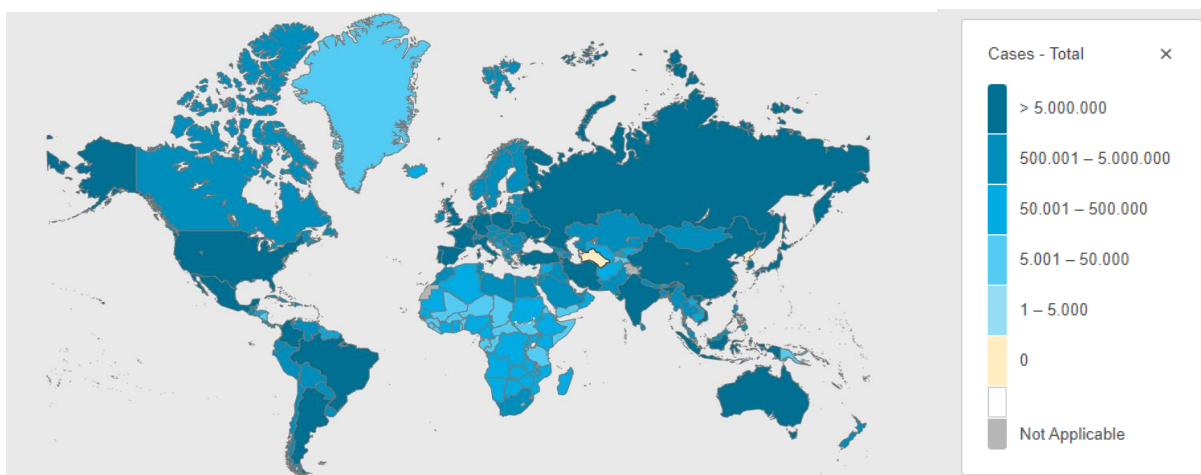 Cases - Total ×
> 5.000.000
500.001 – 5.000.000
50.001 – 500.000
5.001 – 50.000
1 – 5.000
0
Not Applicable